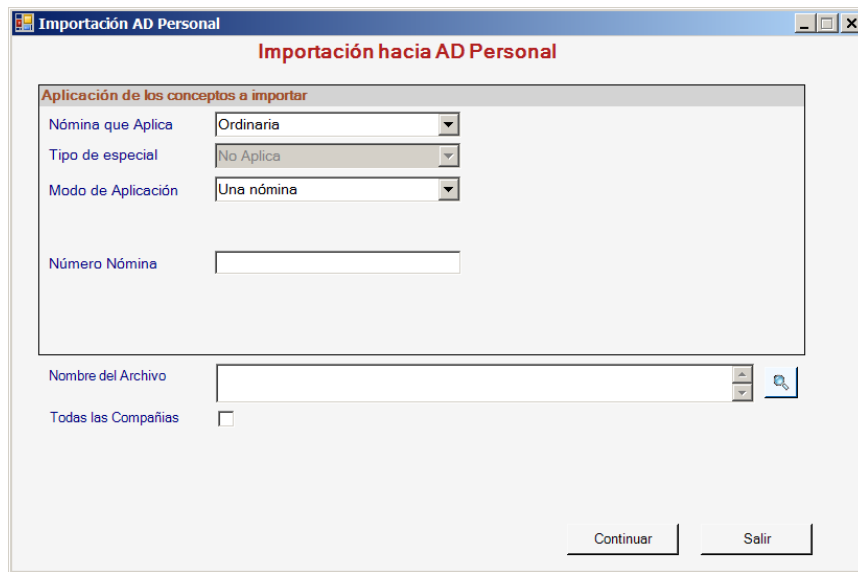 Importación AD Personal
Importación hacia AD Personal
Aplicación de los conceptos a importar
Nómina que Aplica Ordinaria
Tipo de especial No Aplica
Modo de Aplicación Una nómina
Número Nómina
Nombre del Archivo
Todas las Compañias
Continuar Salir